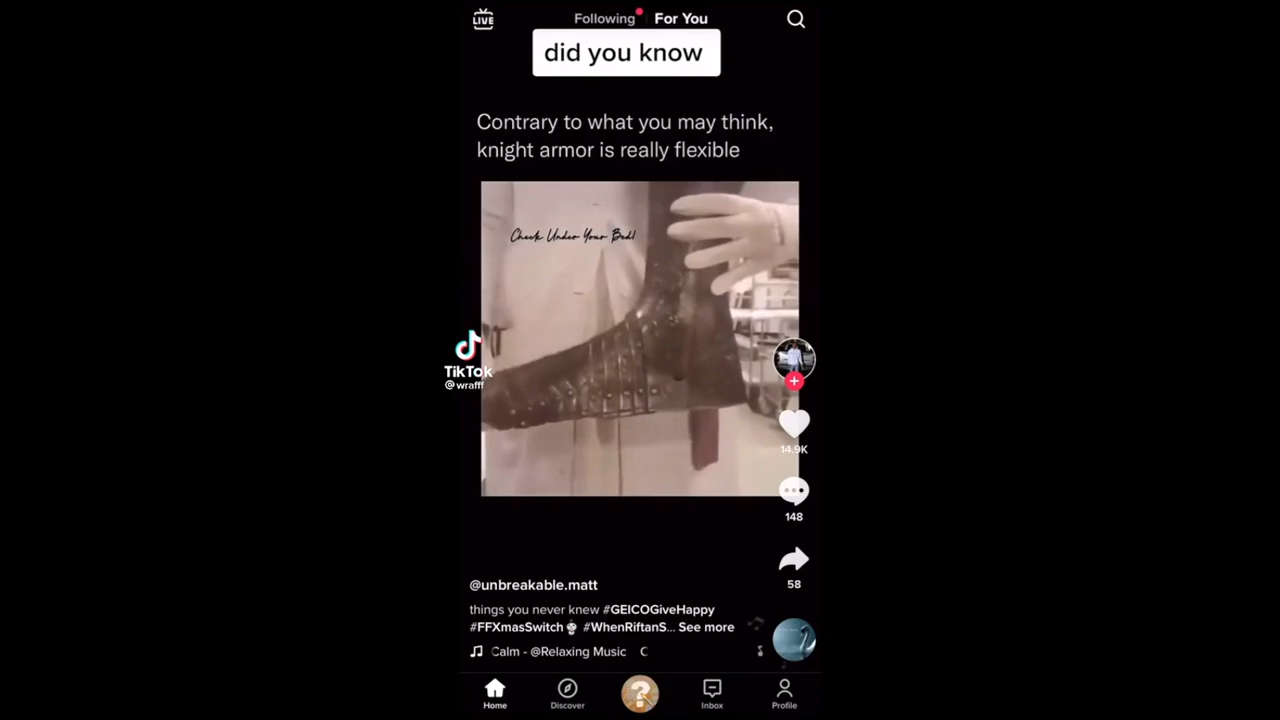 LIVE
Following
For You
did you know
Contrary to what you may think,
knight armor is really flexible
Check Under Your Bed!
TikTok
@wrafff
14.9K
148
58
@unbreakable.matt
things you never knew #GEICOGiveHappy
#FFXmasSwitch #WhenRiftanS... See more
Calm - @Relaxing Music C
Home
Discover
?
Inbox
Profile